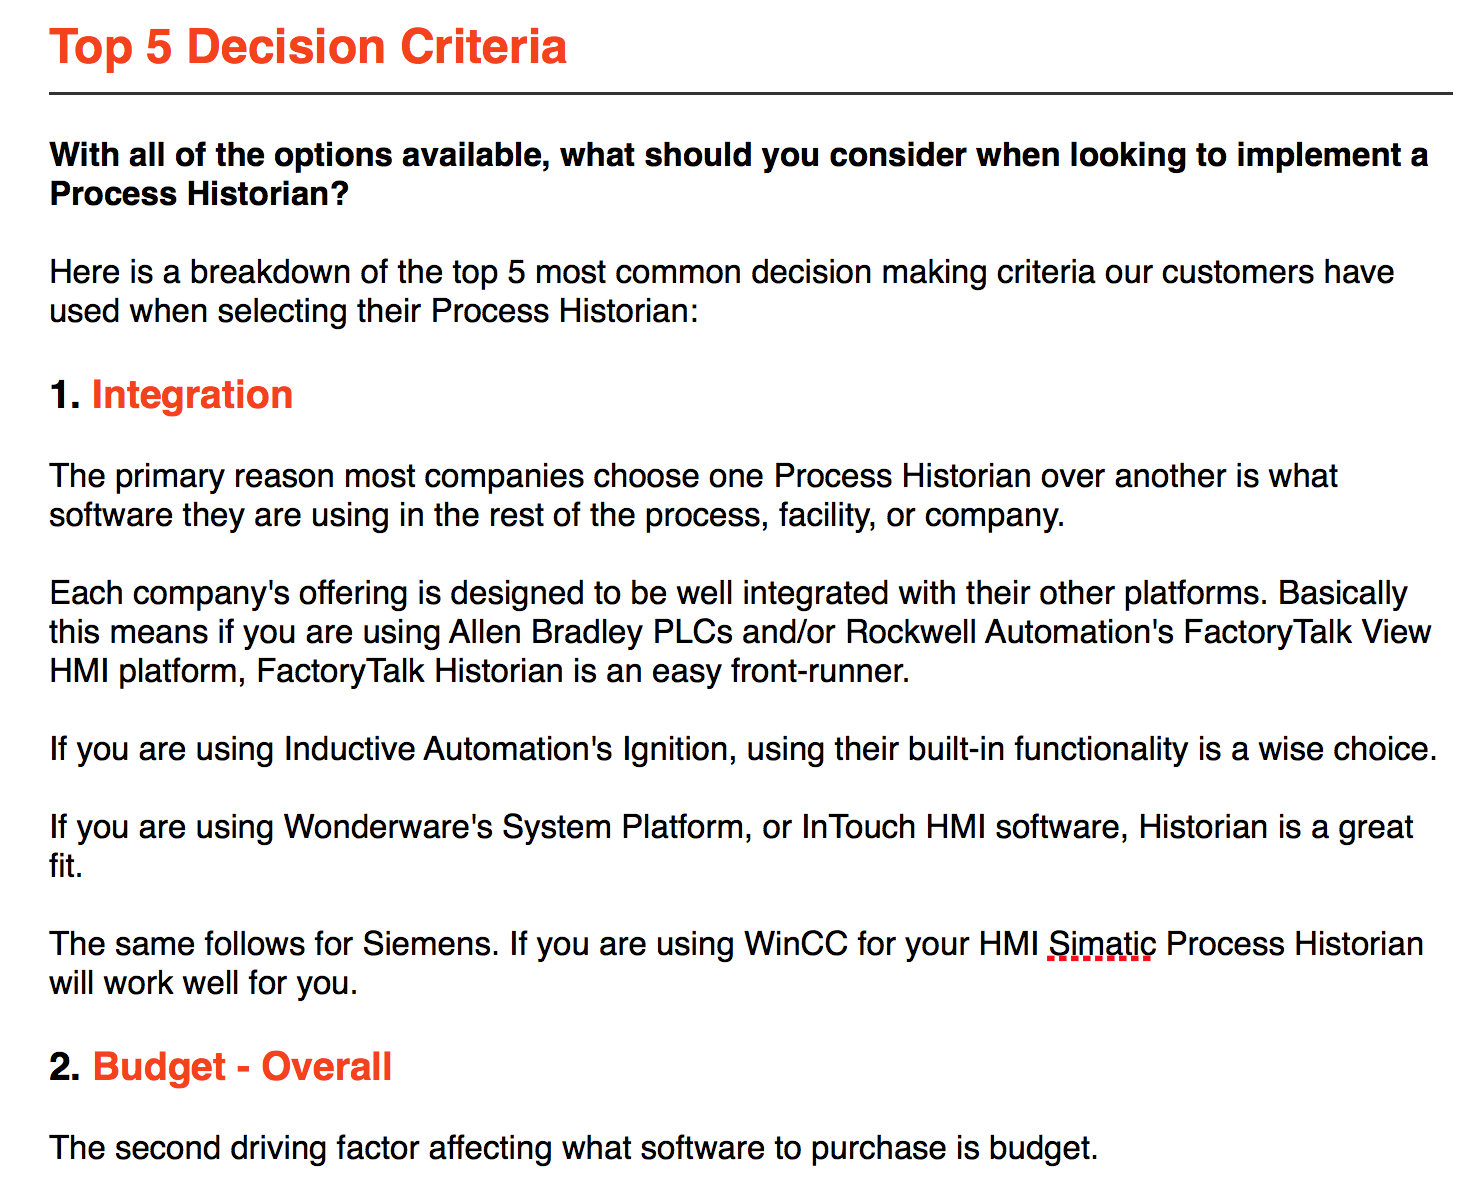 Top 5 Decision Criteria
With all of the options available, what should you consider when looking to implement a
Process Historian?
Here is a breakdown of the top 5 most common decision making criteria our customers have
used when selecting their Process Historian:
1. Integration
The primary reason most companies choose one Process Historian over another is what
software they are using in the rest of the process, facility, or company.
Each company's offering is designed to be well integrated with their other platforms. Basically
this means if you are using Allen Bradley PLCs and/or Rockwell Automation's FactoryTalk View
HMI platform, FactoryTalk Historian is an easy front-runner.
If you are using Inductive Automation's Ignition, using their built-in functionality is a wise choice.
If you are using Wonderware's System Platform, or InTouch HMI software, Historian is a great
fit.
The same follows for Siemens. If you are using WinCC for your HMI Simatic Process Historian
will work well for you.
2. Budget - Overall
The second driving factor affecting what software to purchase is budget.